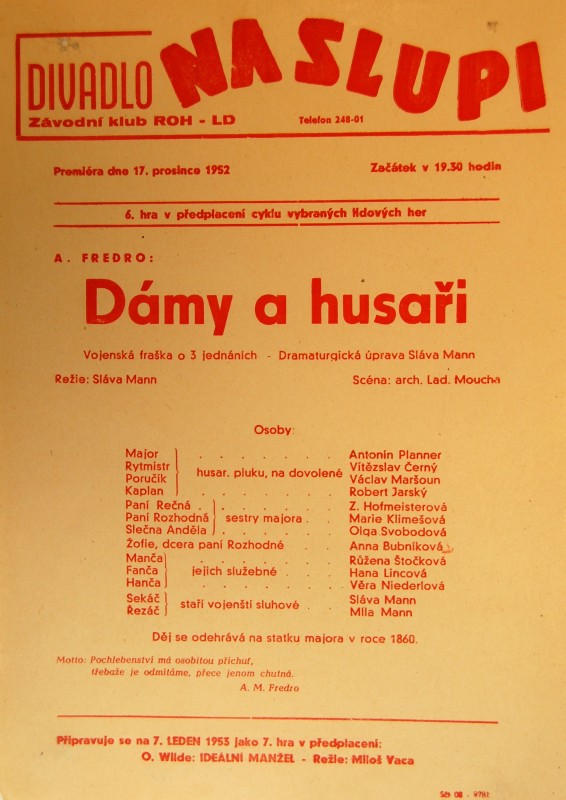 DIVADLO NA SLUPI
Závodní klub ROH - LD Telefon 248-01
Premiéra dne 17. prosince 1952 Začátek v 19.30 hodin
6. hra v předplacení cyklu vybraných lidových her
A. FREDRO:
Dámy a husaři
Vojenská fraška o 3 jednáních - Dramaturgická úprava Sláva Mann
Režie: Sláva Mann Scéna: arch. Lad. Moucha
Osoby:
Major . . . . . . Antonín Planner
Rytmistr husar. pluku, na dovolené Vítězslav Černý
Poručík Václav Maršoun
Kaplan . . . . . . Robert Jarský
Paní Rečná . . . . . . Z. Hofmeisterová
Paní Rozhodná sestry majora . . Marie Klimešová
Slečna Anděla . . . . . . Olga Svobodová
Žofie, dcera paní Rozhodné . . Anna Bubníková
Manča . . . . . . Růžena Štočková
Fanča jejich služebné . . . Hana Lincová
Hanča . . . . . . Věra Niederlová
Sekáč staří vojenští sluhové . . Sláva Mann
Řezáč Míla Mann
Děj se odehrává na statku majora v roce 1860.
Motto: Pochlebenství má osobitou příchuť,
třebaže je odmítáme, přece jenom chutná.
A. M. Fredro
Připravuje se na 7. LEDEN 1953 jako 7. hra v předplacení:
O. Wilde: IDEÁLNÍ MANŽEL - Režie: Miloš Vaca